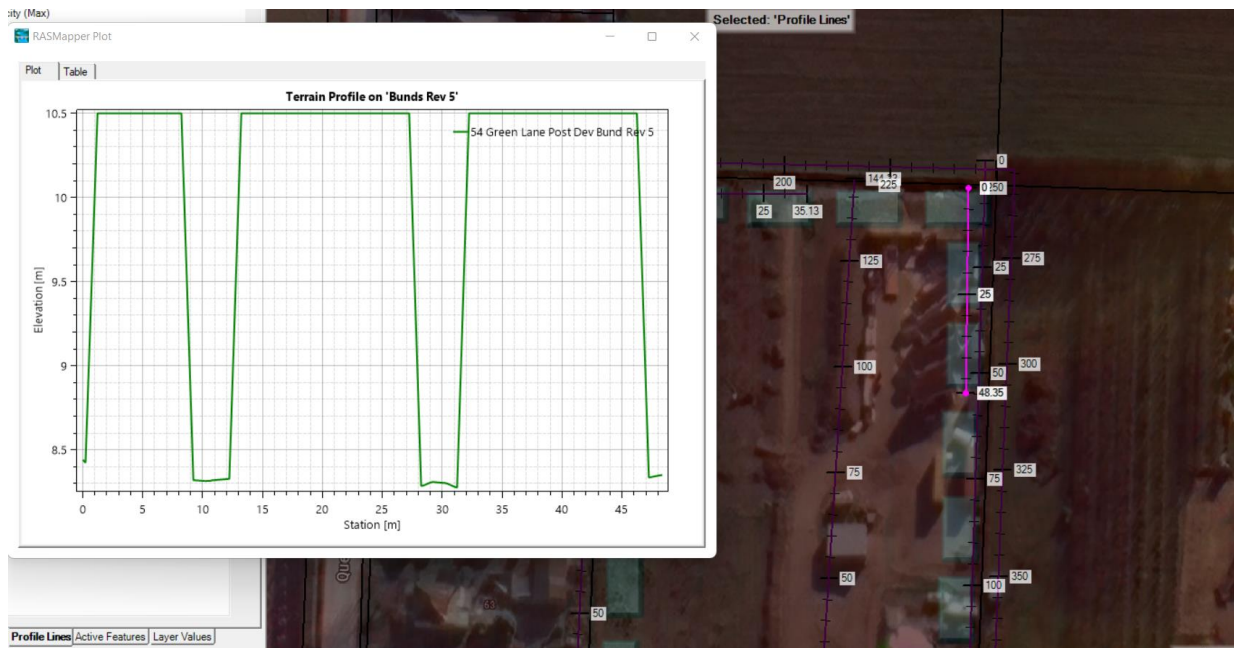 city (Max)
Selected: 'Profile Lines'
RASMapper Plot
Plot
Table
Terrain Profile on 'Bunds Rev 5'
54 Green Lane Post Dev Bund Rev 5
10.5
10
9.5
9
8.5
Elevation [m]
0
5
10
15
20
25
30
35
40
45
Station [m]
0
200
225
250
25
35.13
125
25
275
25
100
50
300
48.35
75
75
325
50
100
350
Que
63
50
Profile Lines
Active Features
Layer Values